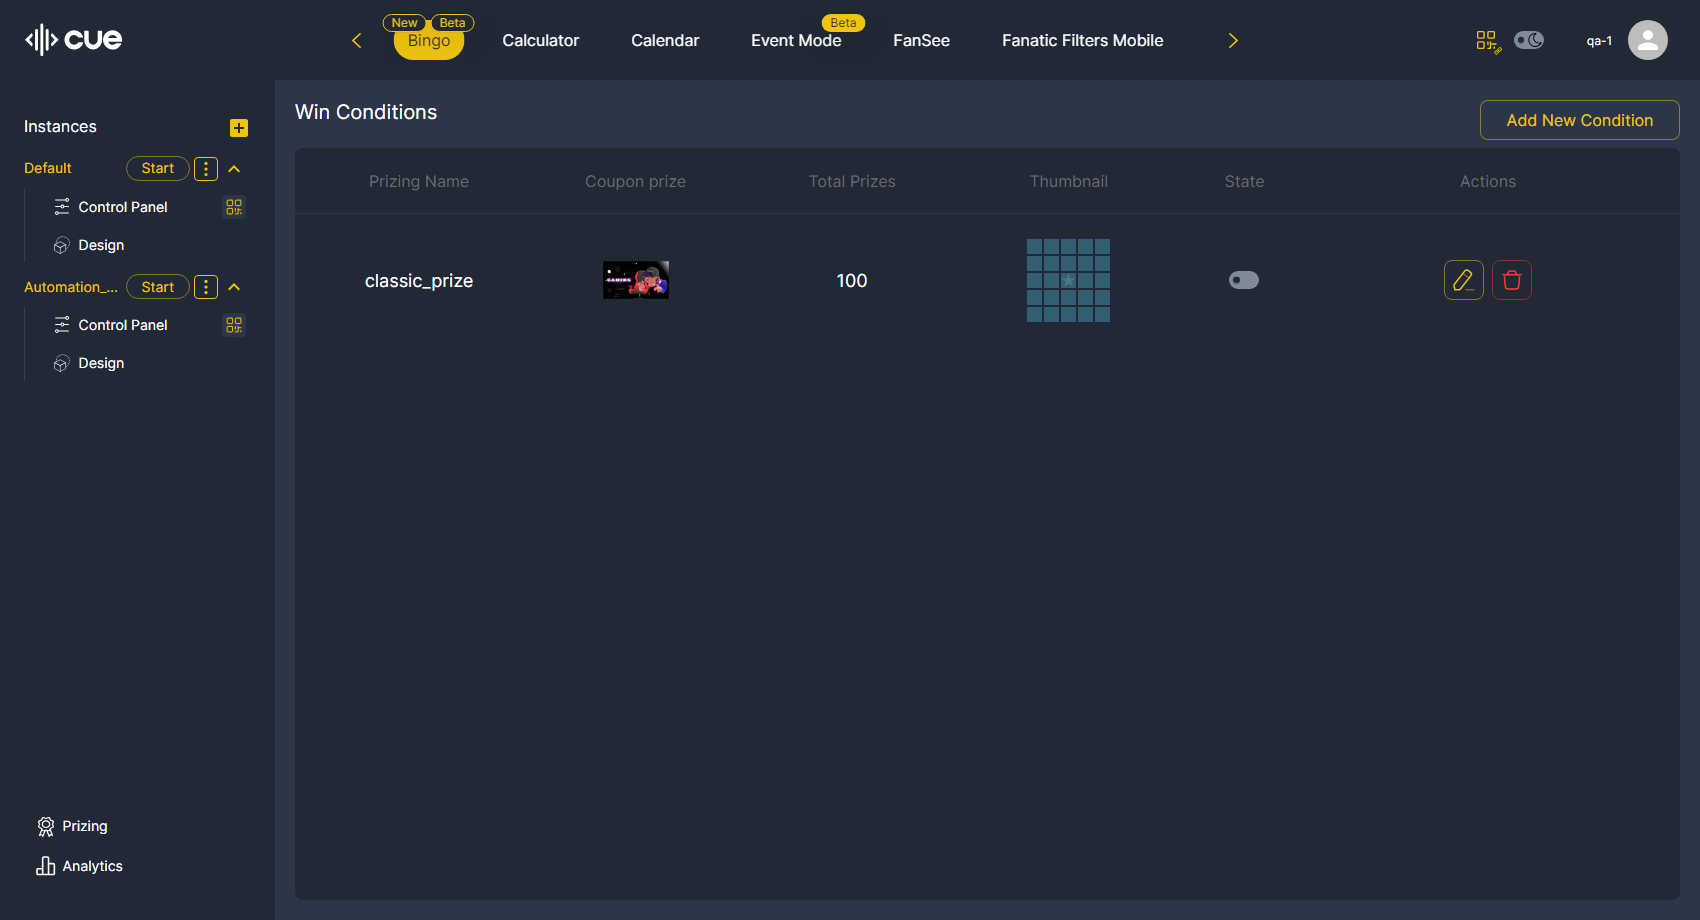 cue
New Beta
Bingo
Calculator
Calendar
Beta
Event Mode
FanSee
Fanatic Filters Mobile
qa-1
Instances
Default
Start
Control Panel
Design
Automation_...
Start
Control Panel
Design
Prizing
Analytics
Win Conditions
Add New Condition
Prizing Name Coupon prize Total Prizes Thumbnail State Actions
classic_prize
GAMING
100